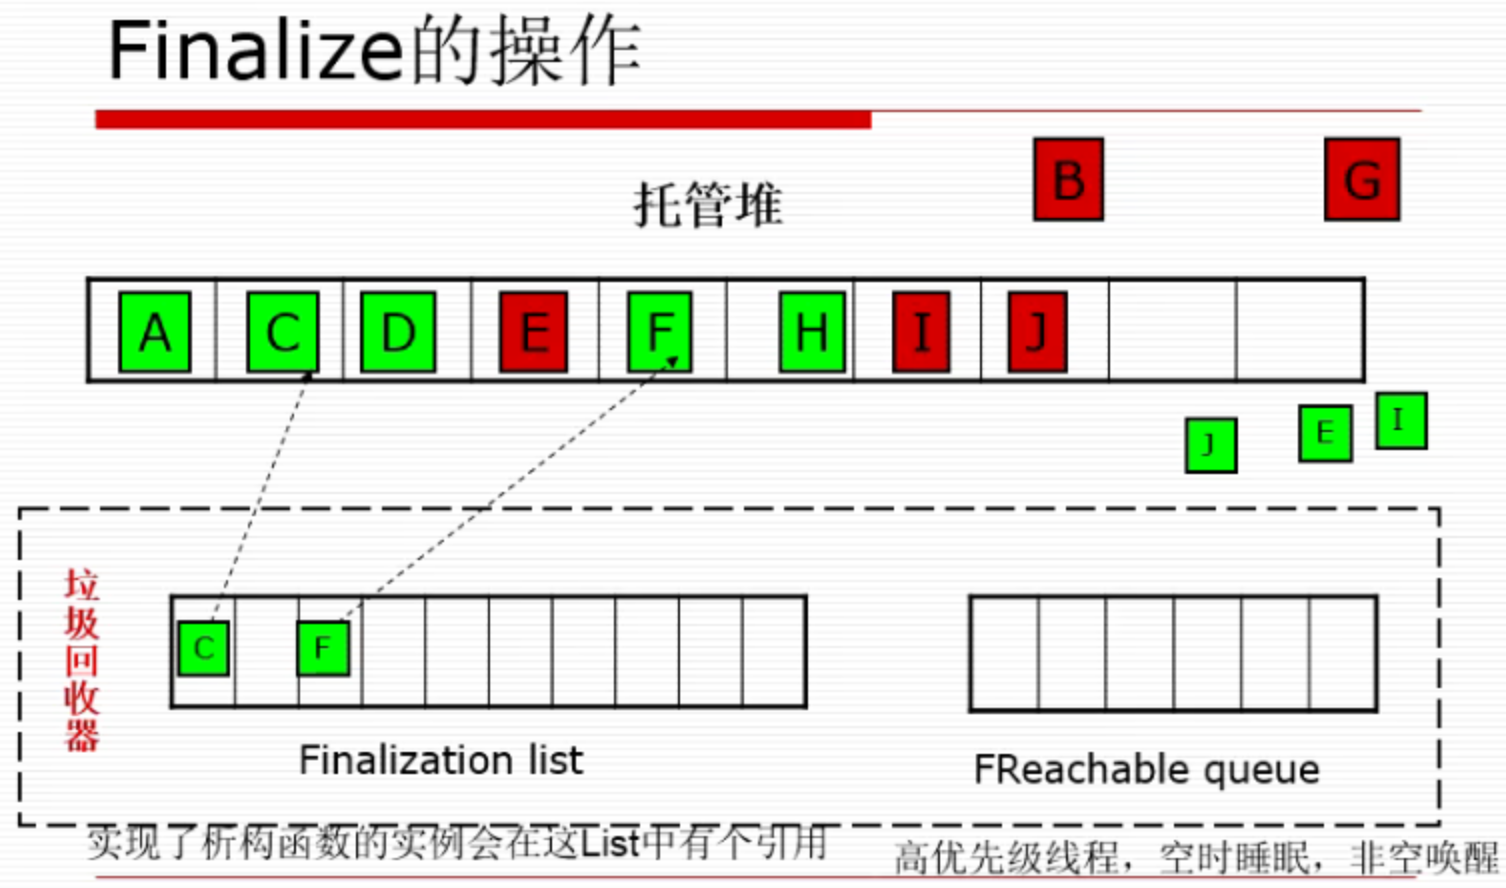 Finalize的操作
B G
托管堆
A C D E F H I J
J E I
垃圾回收器
C F
Finalization list
FReachable queue
实现了析构函数的实例会在这List中有个引用
高优先级线程，空时睡眠，非空唤醒